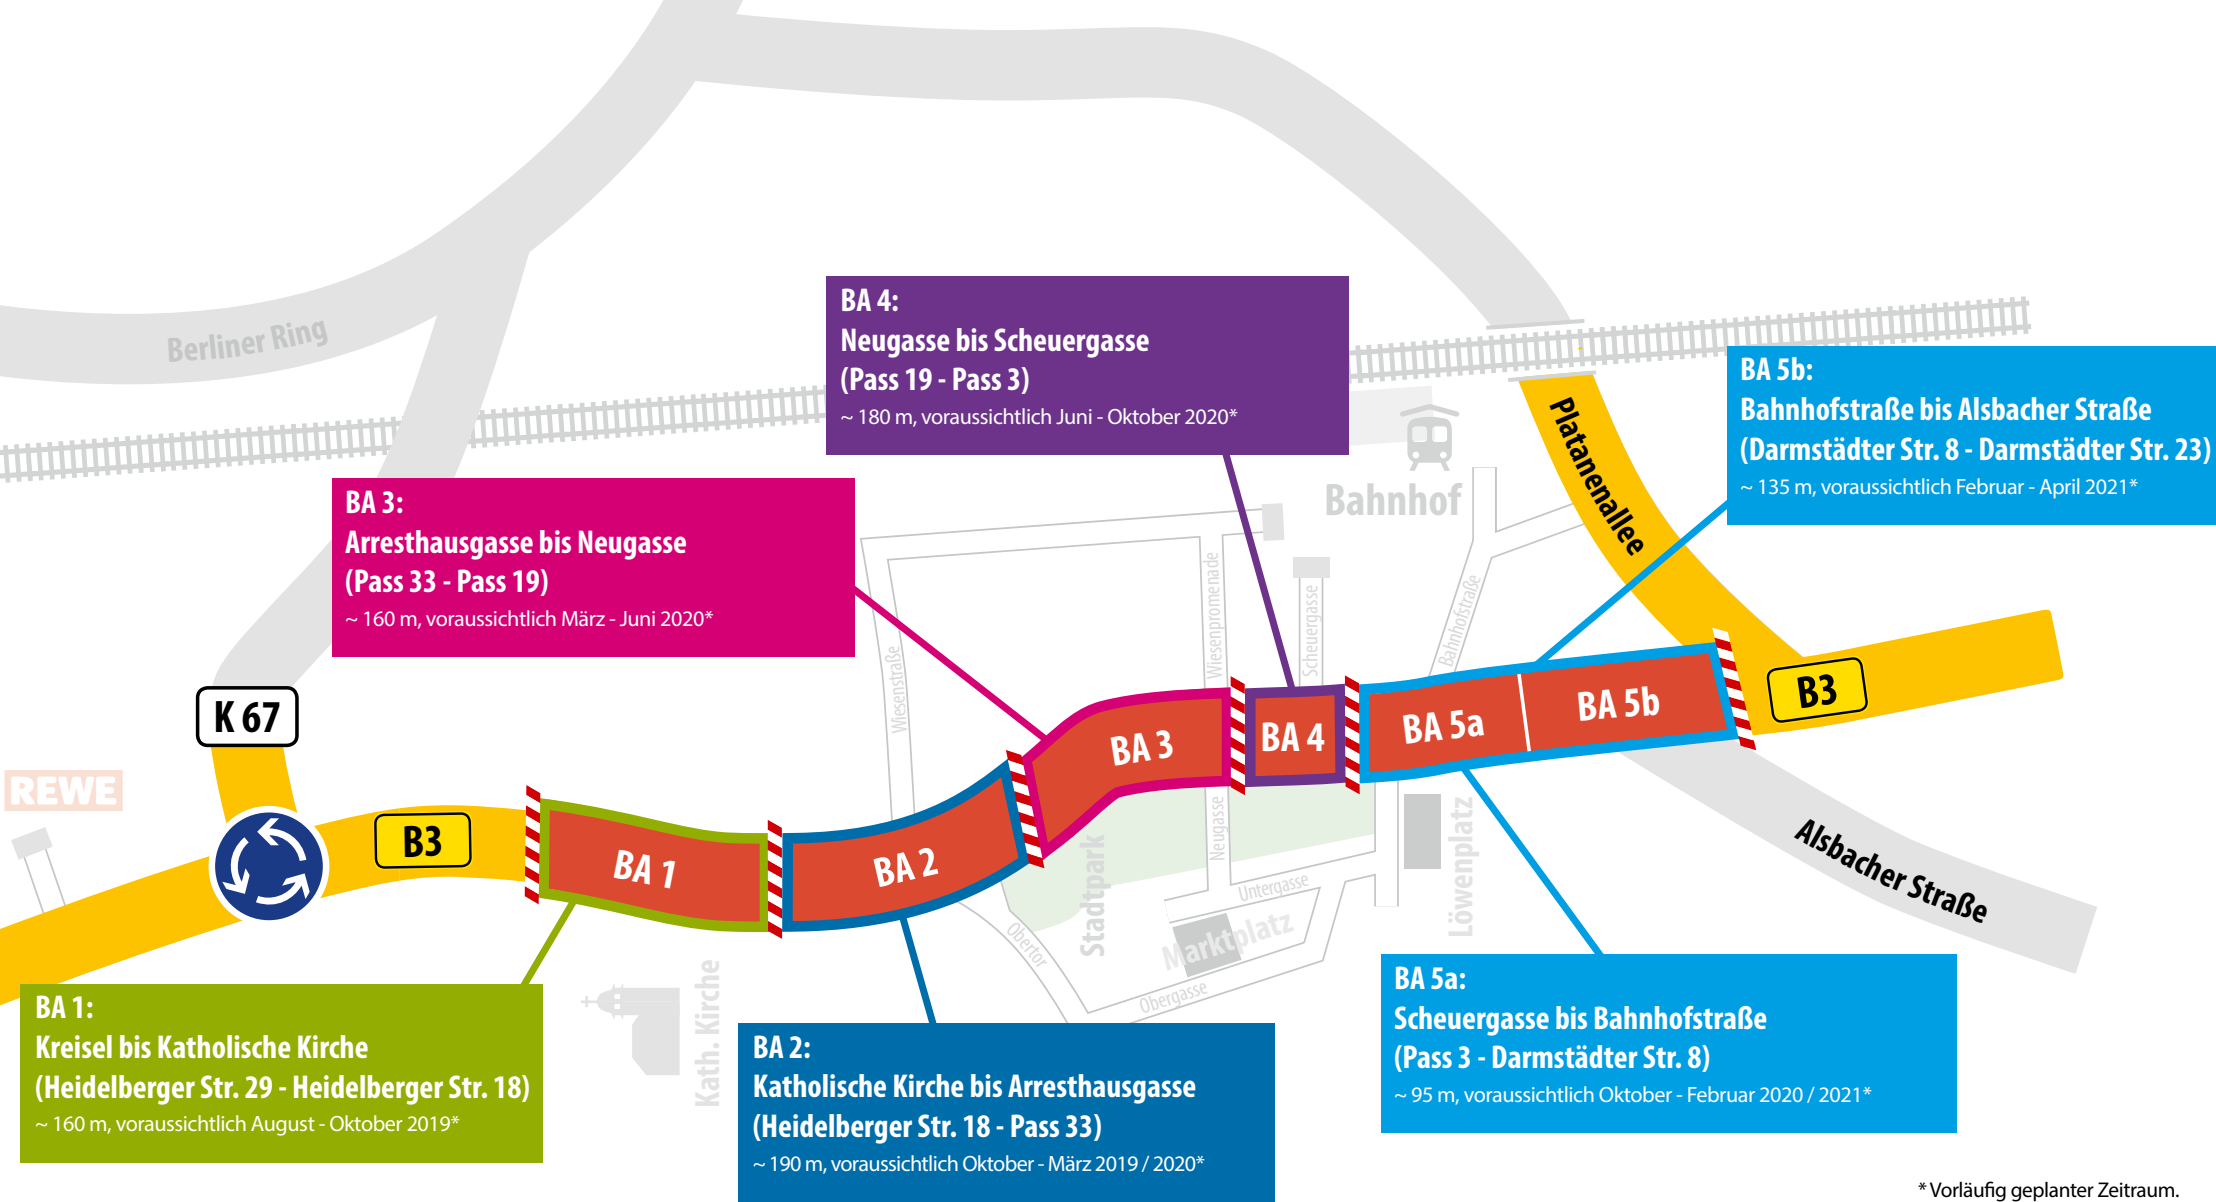 Berliner Ring
BA 4:
Neugasse bis Scheuergasse
(Pass 19 - Pass 3)
~ 180 m, voraussichtlich Juni - Oktober 2020*
BA 5b:
Bahnhofstraße bis Alsbacher Straße
(Darmstädter Str. 8 - Darmstädter Str. 23)
~ 135 m, voraussichtlich Februar - April 2021*
Platanenallee
Bahnhof
BA 3:
Arresthausgasse bis Neugasse
(Pass 33 - Pass 19)
~ 160 m, voraussichtlich März - Juni 2020*
Wiesenstraße
Wiesenpromenade
Scheuergasse
Bahnhofstraße
K 67
B3
REWE
B3
BA 1
BA 2
BA 3
BA 4
BA 5a
BA 5b
Neugasse
Stadtpark
Untergasse
Marktplatz
Obertor
Obergasse
Löwenplatz
Alsbacher Straße
Kath. Kirche
BA 1:
Kreisel bis Katholische Kirche
(Heidelberger Str. 29 - Heidelberger Str. 18)
~ 160 m, voraussichtlich August - Oktober 2019*
BA 2:
Katholische Kirche bis Arresthausgasse
(Heidelberger Str. 18 - Pass 33)
~ 190 m, voraussichtlich Oktober - März 2019 / 2020*
BA 5a:
Scheuergasse bis Bahnhofstraße
(Pass 3 - Darmstädter Str. 8)
~ 95 m, voraussichtlich Oktober - Februar 2020 / 2021*
* Vorläufig geplanter Zeitraum.